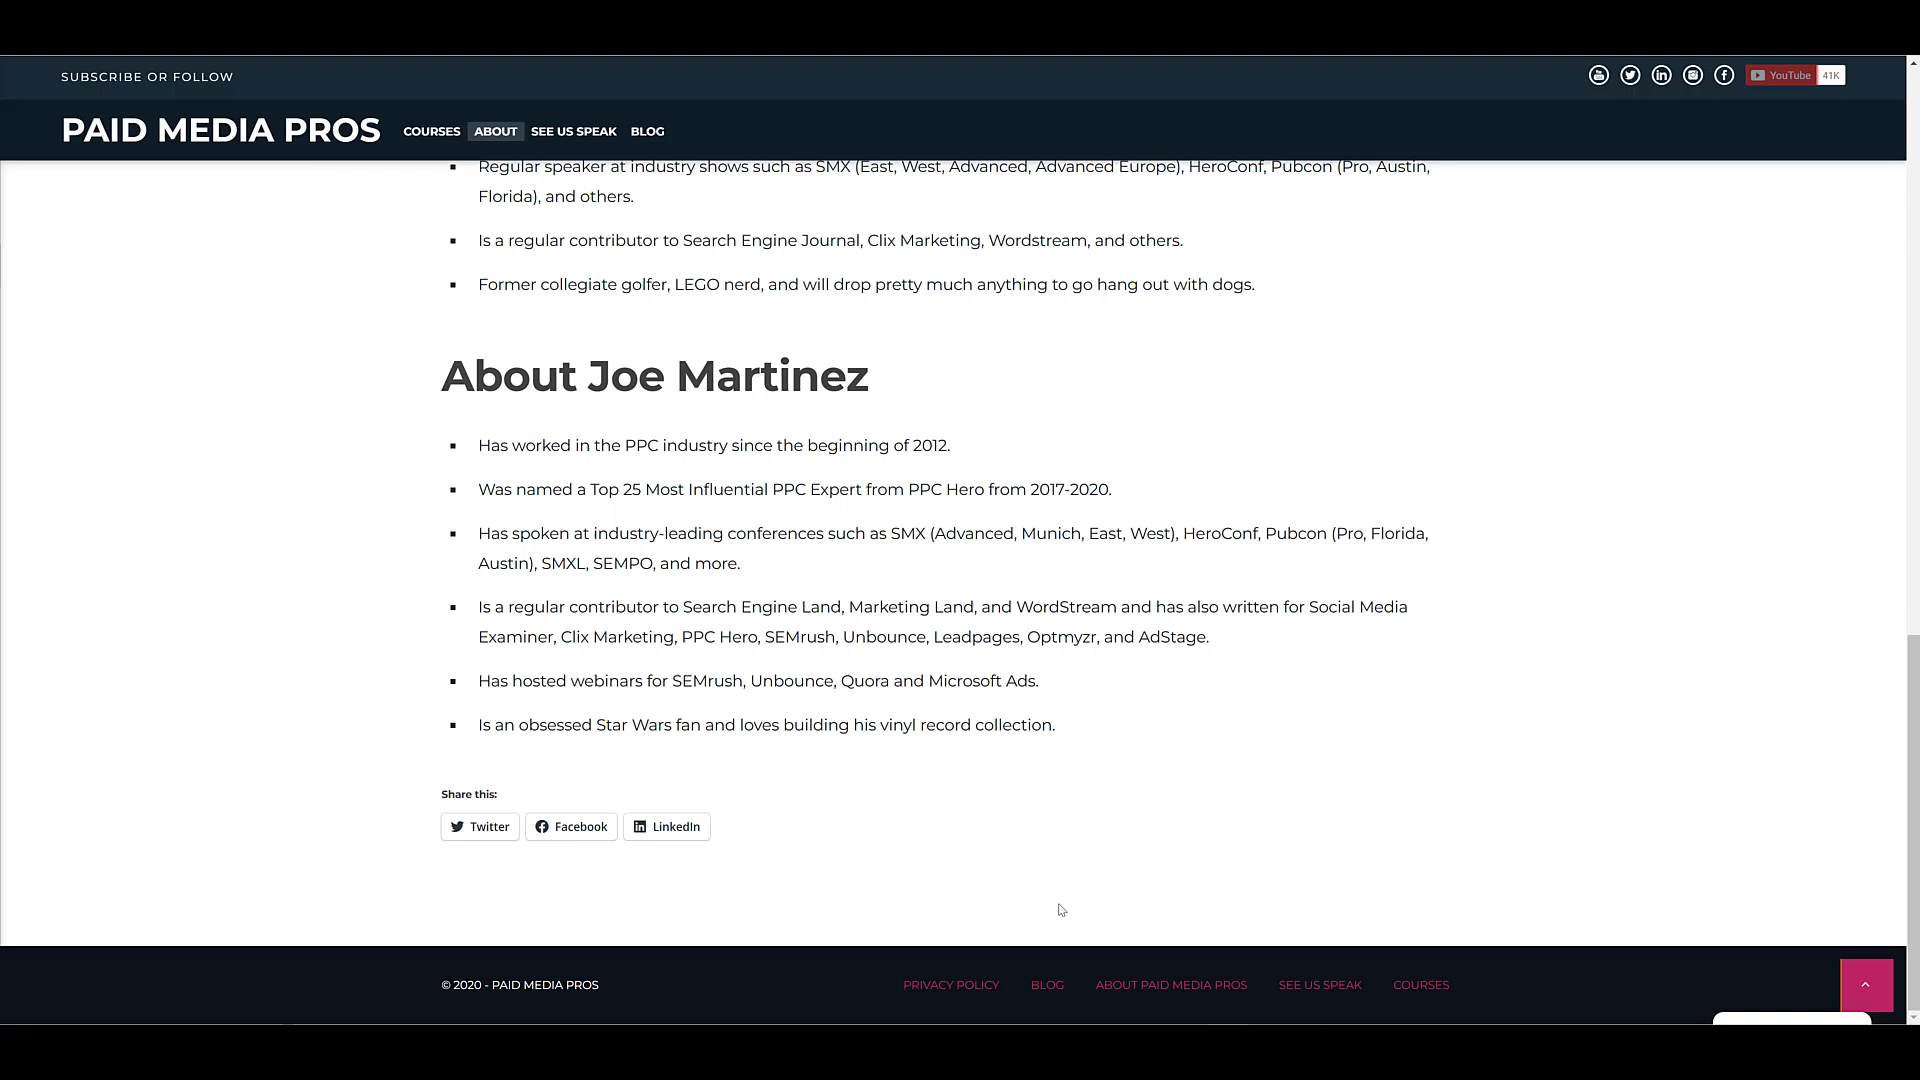 SUBSCRIBE OR FOLLOW
YouTube 41K
PAID MEDIA PROS
COURSES ABOUT SEE US SPEAK BLOG
Regular speaker at industry shows such as SMX (East, West, Advanced, Advanced Europe), HeroConf, Pubcon (Pro, Austin,
Florida), and others.
Is a regular contributor to Search Engine Journal, Clix Marketing, Wordstream, and others.
Former collegiate golfer, LEGO nerd, and will drop pretty much anything to go hang out with dogs.
About Joe Martinez
Has worked in the PPC industry since the beginning of 2012.
Was named a Top 25 Most Influential PPC Expert from PPC Hero from 2017-2020.
Has spoken at industry-leading conferences such as SMX (Advanced, Munich, East, West), HeroConf, Pubcon (Pro, Florida,
Austin), SMXL, SEMPO, and more.
Is a regular contributor to Search Engine Land, Marketing Land, and WordStream and has also written for Social Media
Examiner, Clix Marketing, PPC Hero, SEMrush, Unbounce, Leadpages, Optmyzr, and AdStage.
Has hosted webinars for SEMrush, Unbounce, Quora and Microsoft Ads.
Is an obsessed Star Wars fan and loves building his vinyl record collection.
Share this:
Twitter Facebook LinkedIn
© 2020 - PAID MEDIA PROS PRIVACY POLICY BLOG ABOUT PAID MEDIA PROS SEE US SPEAK COURSES